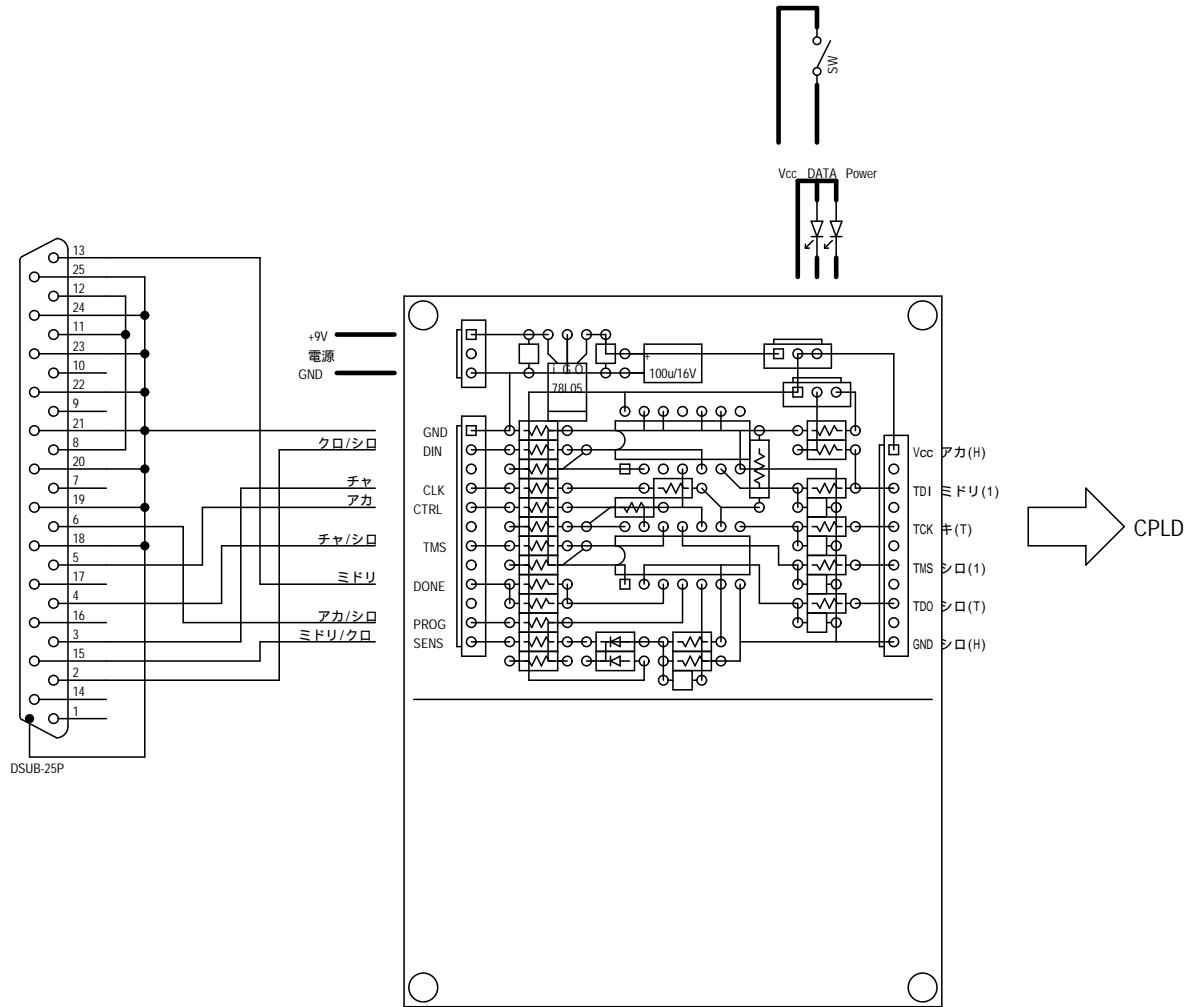 SW
Vcc DATA Power
13
25
12
24
11
23
10
22
9
21
8
20
7
19
6
18
5
17
4
16
3
15
2
14
1
DSUB-25P
クロ/シロ
チャ
アカ
チャ/シロ
ミドリ
アカ/シロ
ミドリ/クロ
+9V
電源
GND
i G O
78L05
+
100u/16V
GND
DIN
CLK
CTRL
TMS
DONE
PROG
SENS
Vcc アカ(H)
TDI ミドリ(1)
TCK キ(T)
TMS シロ(1)
TDO シロ(T)
GND シロ(H)
CPLD